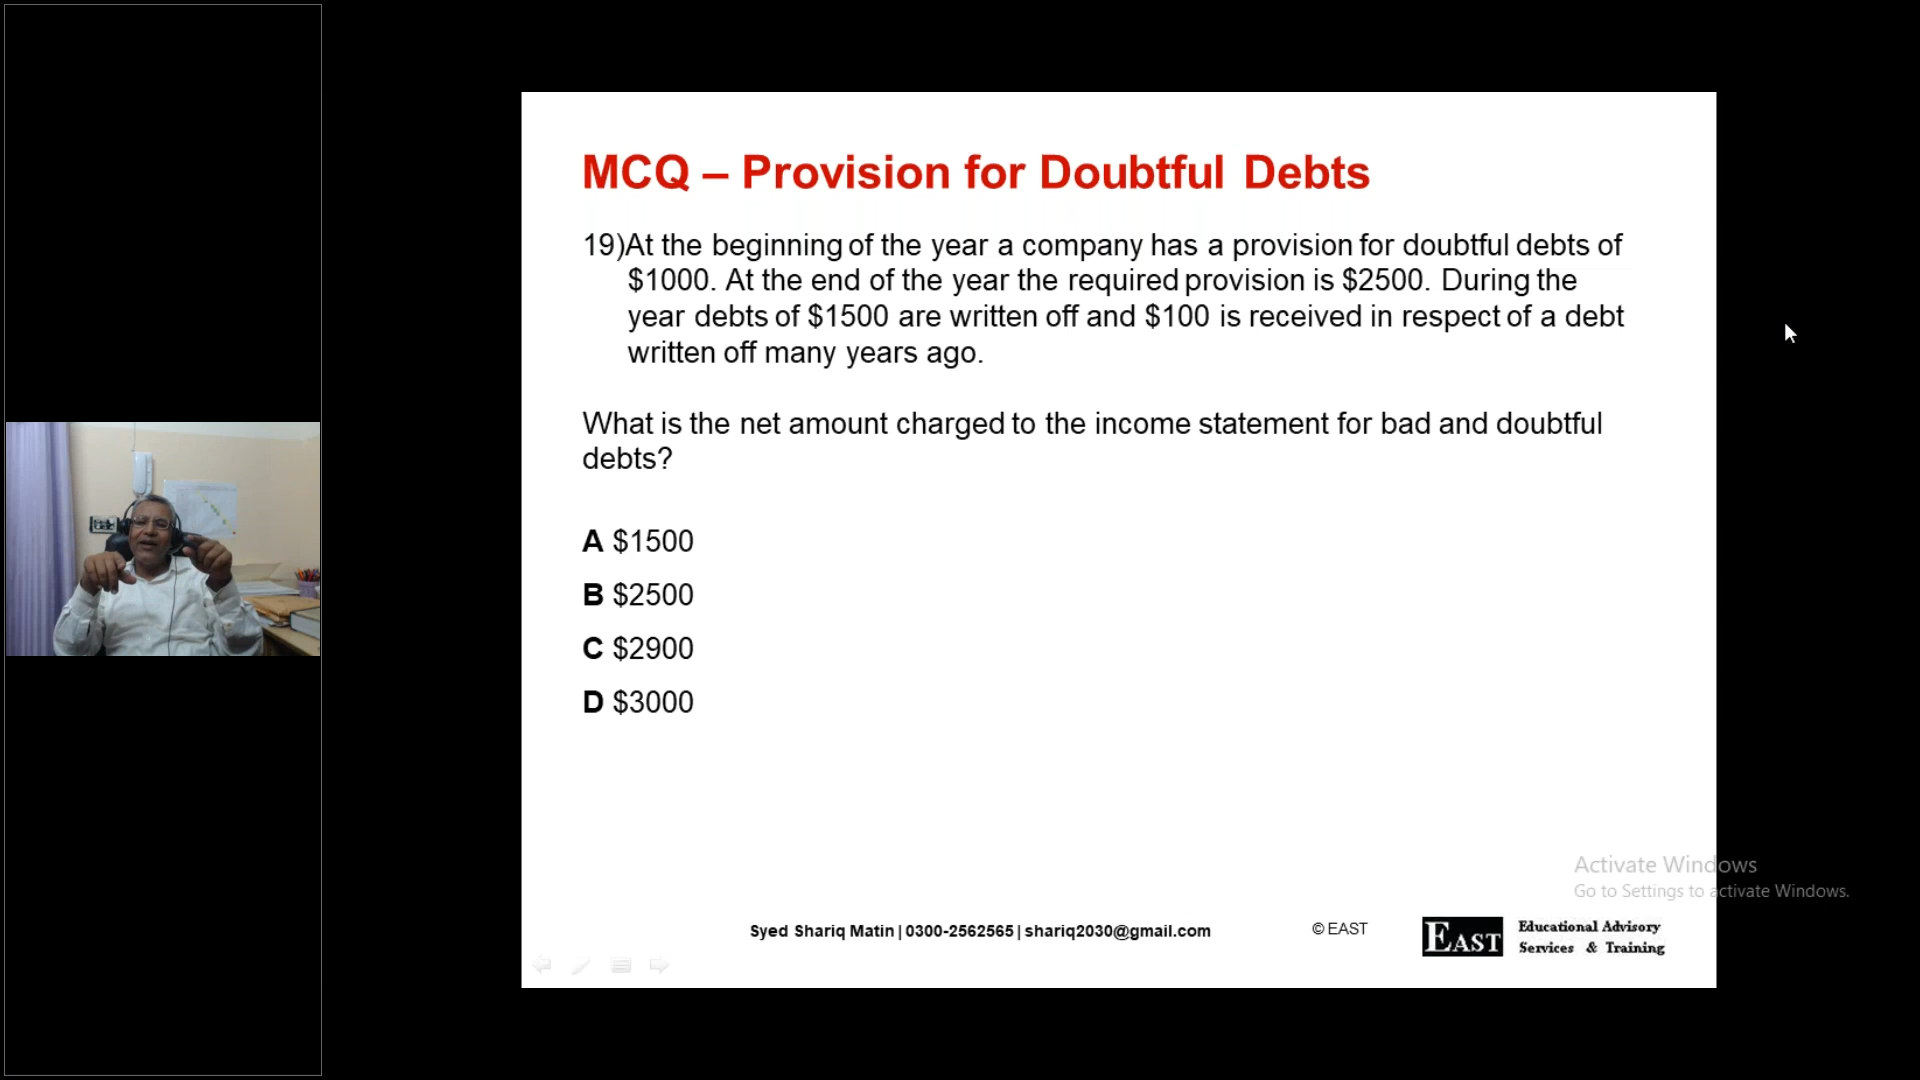 MCQ – Provision for Doubtful Debts
19)At the beginning of the year a company has a provision for doubtful debts of
$1000. At the end of the year the required provision is $2500. During the
year debts of $1500 are written off and $100 is received in respect of a debt
written off many years ago.
What is the net amount charged to the income statement for bad and doubtful
debts?
A $1500
B $2500
C $2900
D $3000
Activate Windows
Go to Settings to activate Windows.
Syed Shariq Matin | 0300-2562565 | shariq2030@gmail.com
© EAST
EAST
Educational Advisory
Services & Training